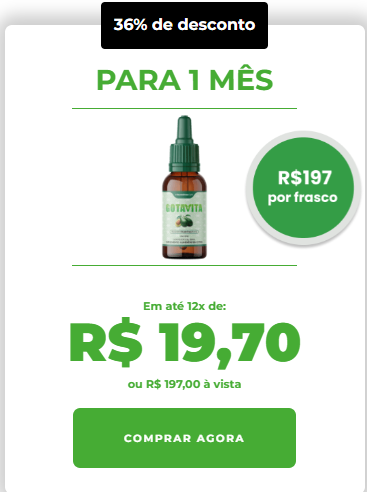 36% de desconto
PARA 1 MÊS
GOTAVITA
R$197
por frasco
Em até 12x de:
R$ 19,70
ou R$ 197,00 à vista
COMPRAR AGORA